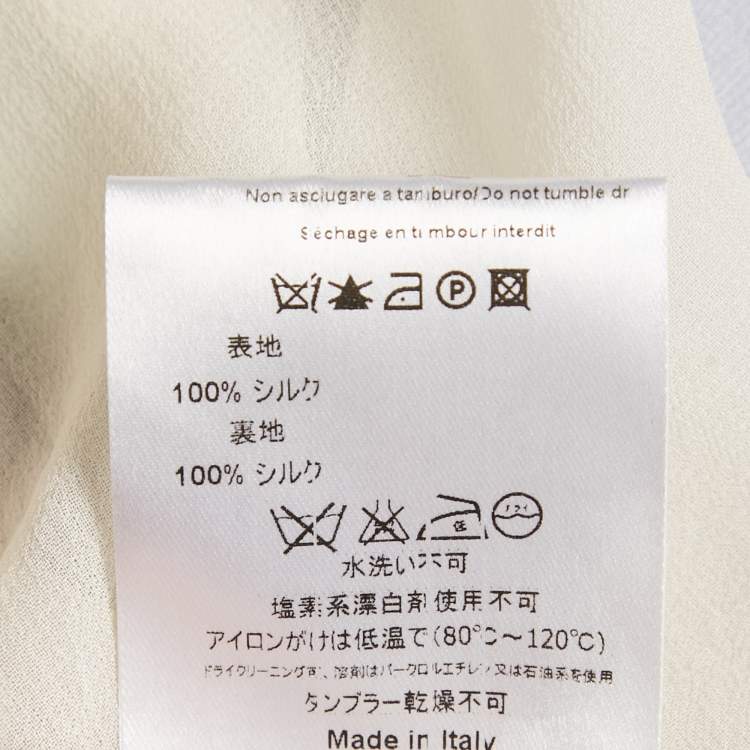 Non asciugare a tamburo/Do not tumble dr
Séchage en tambour interdit
P
表地
100% シルク
裏地
100% シルク
低
ドライ
水洗い不可
塩素系漂白剤使用不可
アイロンがけは低温で(80℃～120℃)
ドライクリーニング可、溶剤はパークロルエチレン又は石油系を使用
タンブラー乾燥不可
Made in Italy